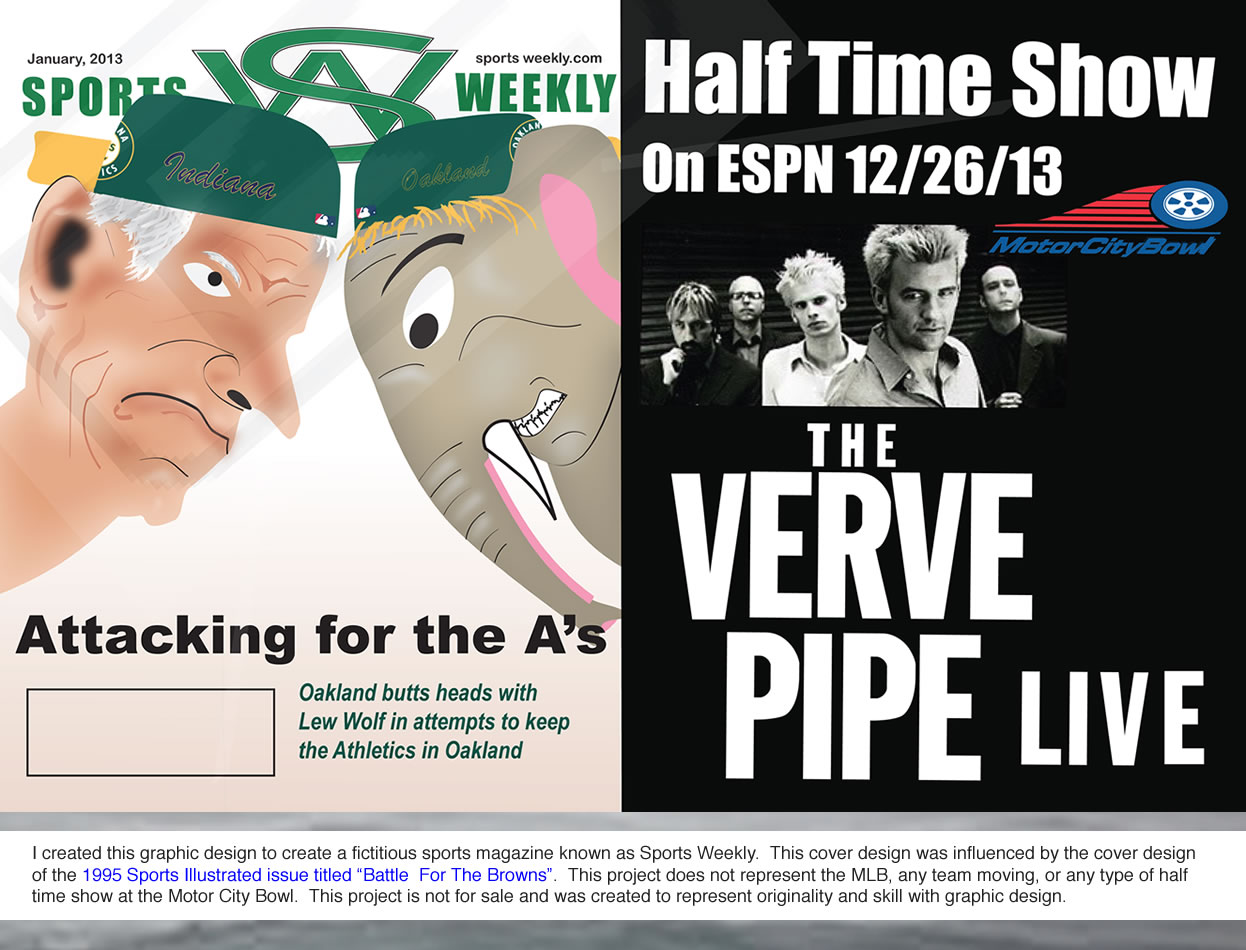 January, 2013
sports weekly.com
SPORTS
WEEKLY
SW
Indiana
Oakland
Attacking for the A's
Oakland butts heads with
Lew Wolf in attempts to keep
the Athletics in Oakland
Half Time Show
On ESPN 12/26/13
MotorCityBowl
THE
VERVE
PIPE LIVE
I created this graphic design to create a fictitious sports magazine known as Sports Weekly.  This cover design was influenced by the cover design
of the 1995 Sports Illustrated issue titled “Battle  For The Browns”.  This project does not represent the MLB, any team moving, or any type of half
time show at the Motor City Bowl.  This project is not for sale and was created to represent originality and skill with graphic design.